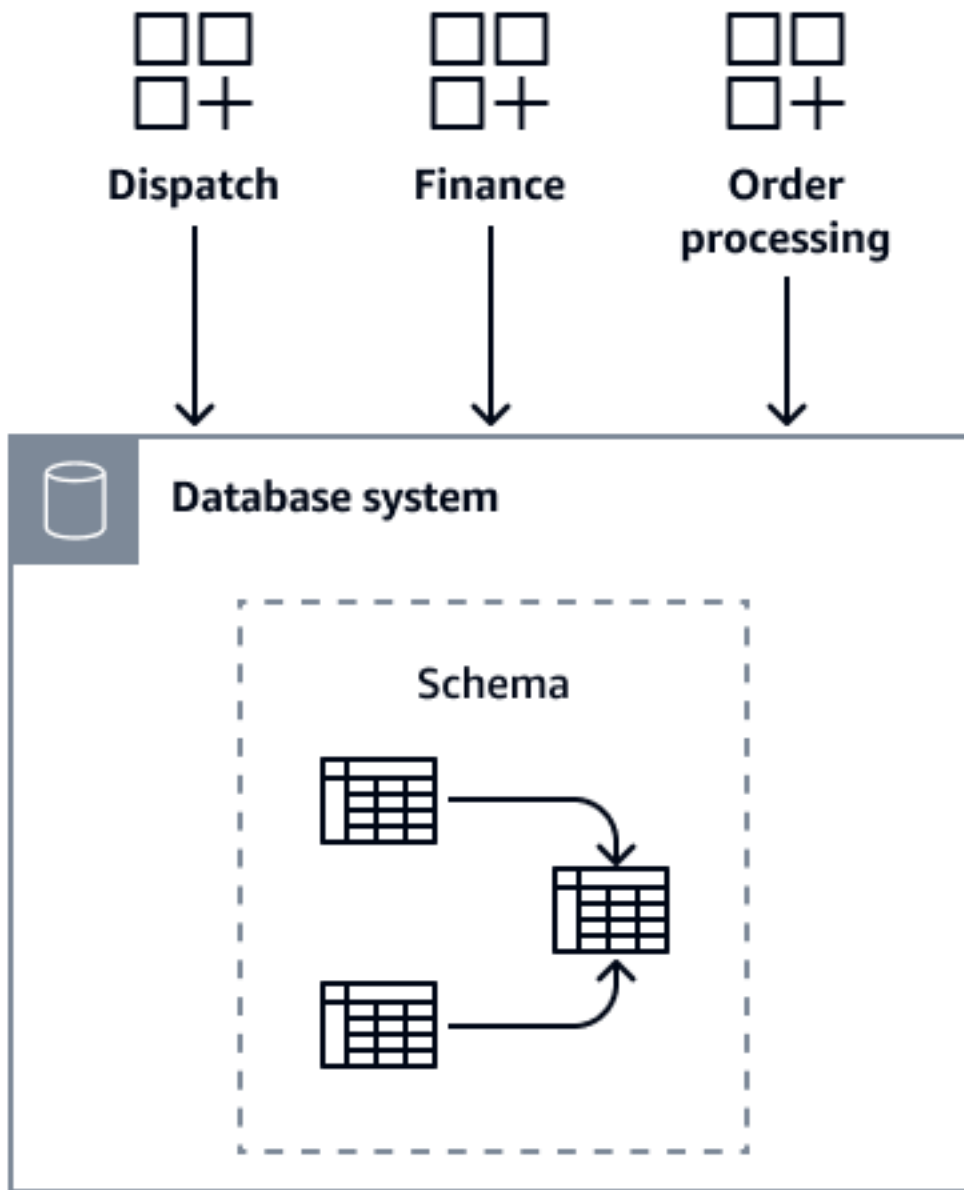 Dispatch
Finance
Order
processing
Database system
Schema